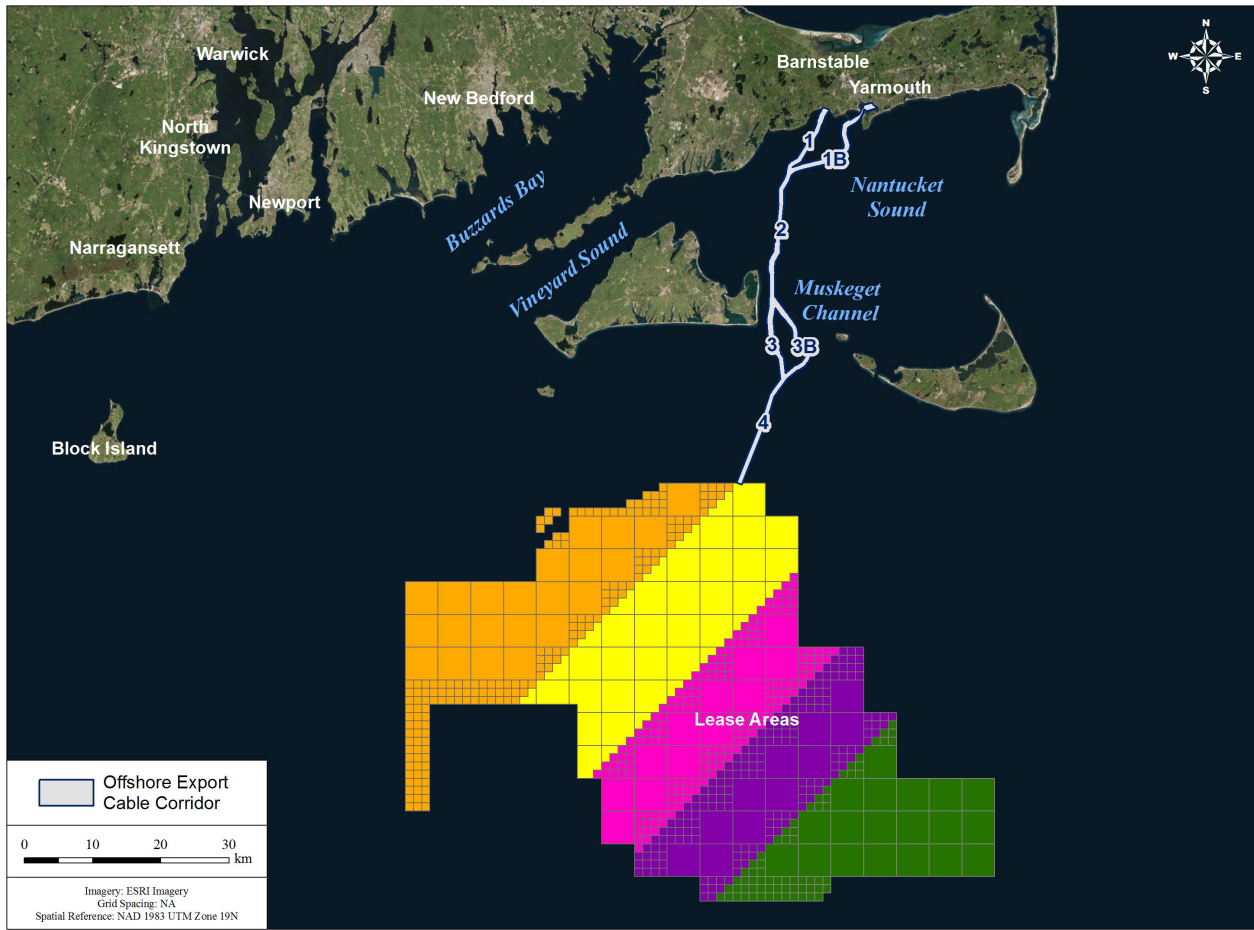 N
W
E
S
Warwick
Barnstable
Yarmouth
New Bedford
North
Kingstown
1
1B
Newport
Buzzards Bay
Nantucket
Sound
Narragansett
2
Vineyard Sound
Muskeget
Channel
3
3B
4
Block Island
Lease Areas
Offshore Export
Cable Corridor
0 10 20 30
km
Imagery: ESRI Imagery
Grid Spacing: NA
Spatial Reference: NAD 1983 UTM Zone 19N